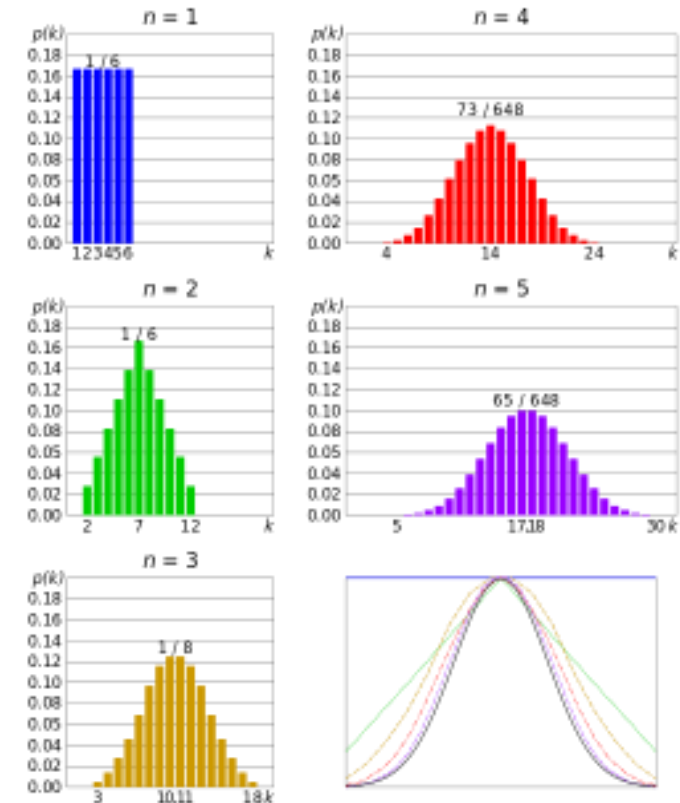 n = 1
p(k)
0.18
0.16
0.14
0.12
0.10
0.08
0.06
0.04
0.02
0.00
1/6
123456
k
n = 4
p(k)
0.18
0.16
0.14
0.12
0.10
0.08
0.06
0.04
0.02
0.00
73 / 648
4 14 24 k
n = 2
p(k)
0.18
0.16
0.14
0.12
0.10
0.08
0.06
0.04
0.02
0.00
1 / 6
2 7 12 k
n = 5
p(k)
0.18
0.16
0.14
0.12
0.10
0.08
0.06
0.04
0.02
0.00
65 / 648
5 17,18 30 k
n = 3
p(k)
0.18
0.16
0.14
0.12
0.10
0.08
0.06
0.04
0.02
0.00
1 / 8
3 10,11 18 k